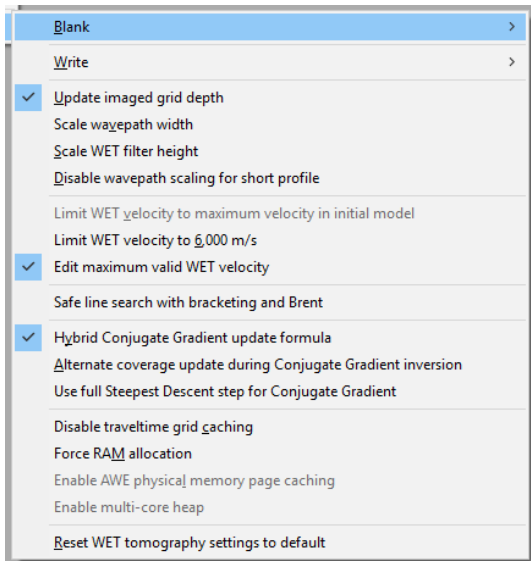 Blank
Write
Update imaged grid depth
Scale wavepath width
Scale WET filter height
Disable wavepath scaling for short profile
Limit WET velocity to maximum velocity in initial model
Limit WET velocity to 6,000 m/s
Edit maximum valid WET velocity
Safe line search with bracketing and Brent
Hybrid Conjugate Gradient update formula
Alternate coverage update during Conjugate Gradient inversion
Use full Steepest Descent step for Conjugate Gradient
Disable traveltime grid caching
Force RAM allocation
Enable AWE physical memory page caching
Enable multi-core heap
Reset WET tomography settings to default